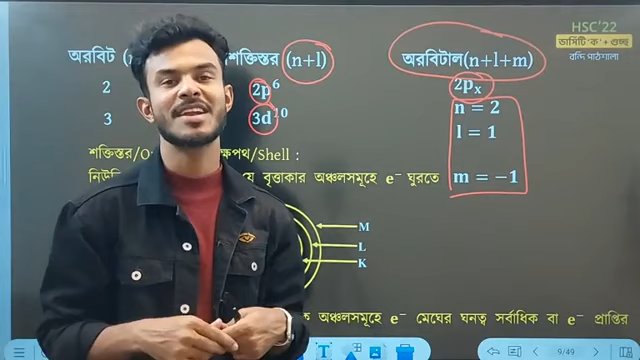 HSC'22
ভার্সিটি 'ক' + গুচ্ছ
বন্দি পাঠশালা
অরবিট শক্তিস্তর (n+l) অরবিটাল(n+l+m)
2 2p⁶ 2pₓ
n = 2
3 3d¹⁰ l = 1
শক্তিস্তর/O ক্ষপথ/Shell :
m = −1
বৃত্তাকার অঞ্চলসমূহে e⁻ ঘুরতে
M
L
K
অঞ্চলসমূহে e⁻ মেঘের ঘনত্ব সর্বাধিক বা e⁻ প্রাপ্তির
T
9/49